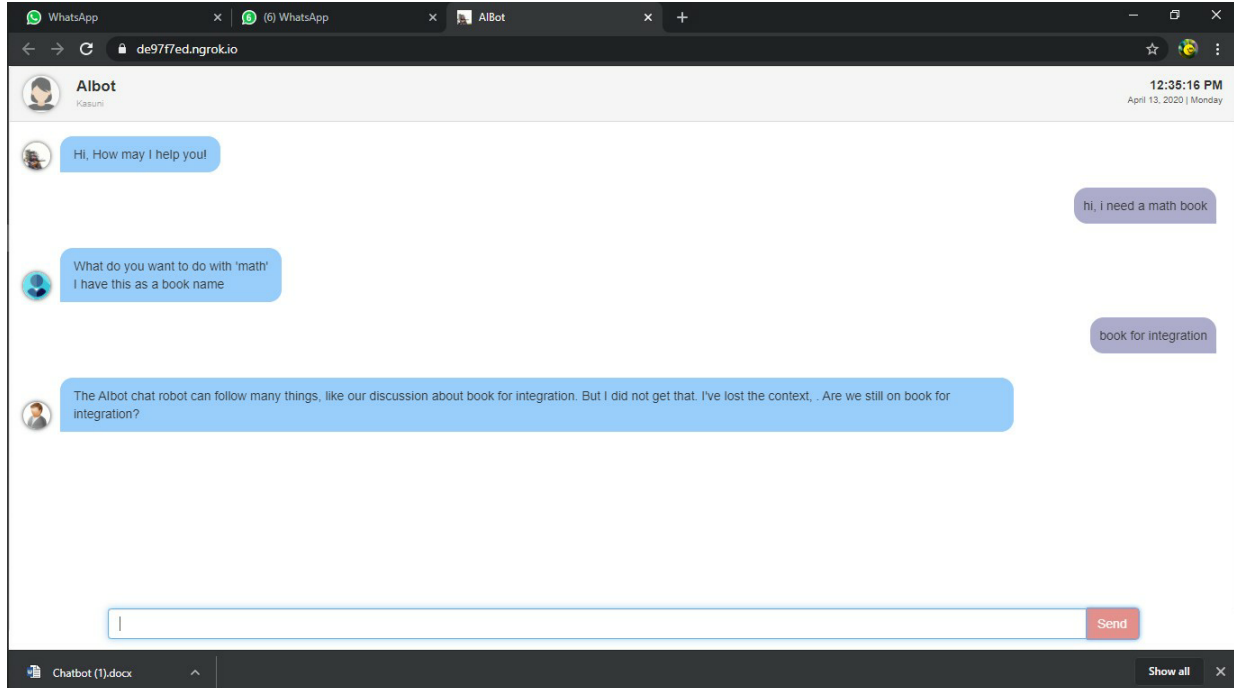 WhatsApp
(6) WhatsApp
AIBot
de97f7ed.ngrok.io
AIbot
Kasuni
12:35:16 PM
April 13, 2020 | Monday
Hi, How may I help you!
hi, i need a math book
What do you want to do with 'math'
I have this as a book name
book for integration
The AIbot chat robot can follow many things, like our discussion about book for integration. But I did not get that. I've lost the context, . Are we still on book for
integration?
Send
Chatbot (1).docx
Show all